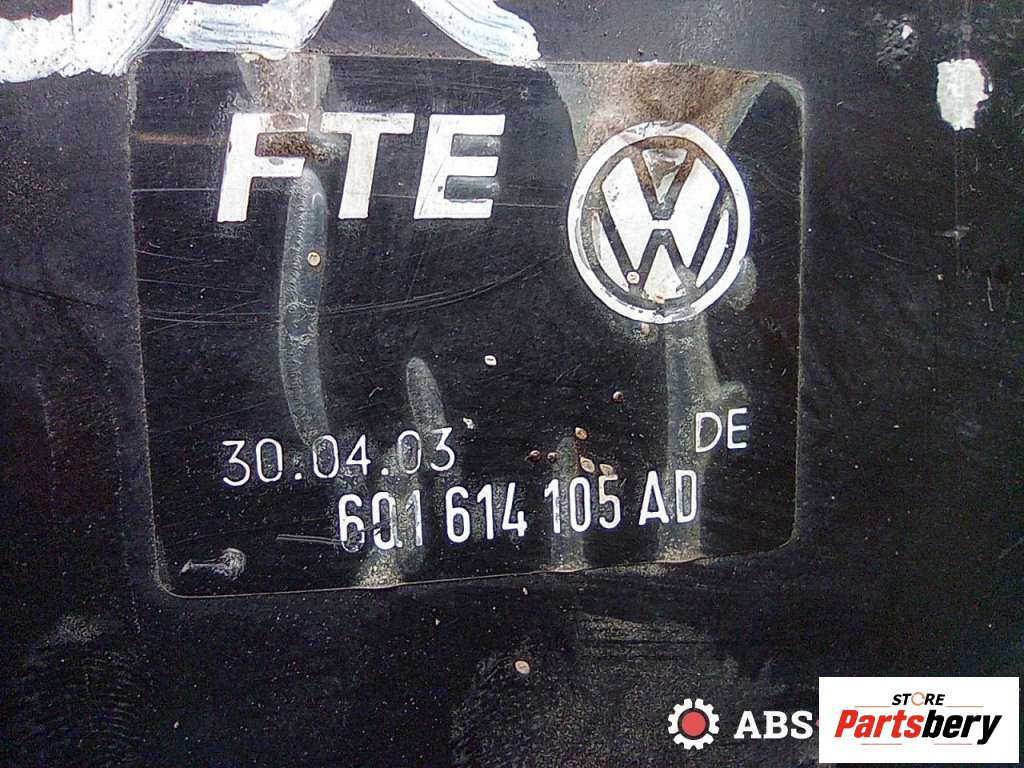 FTE
30.04.03 DE
6Q1 614 105 AD
ABS-
STORE
Partsbery